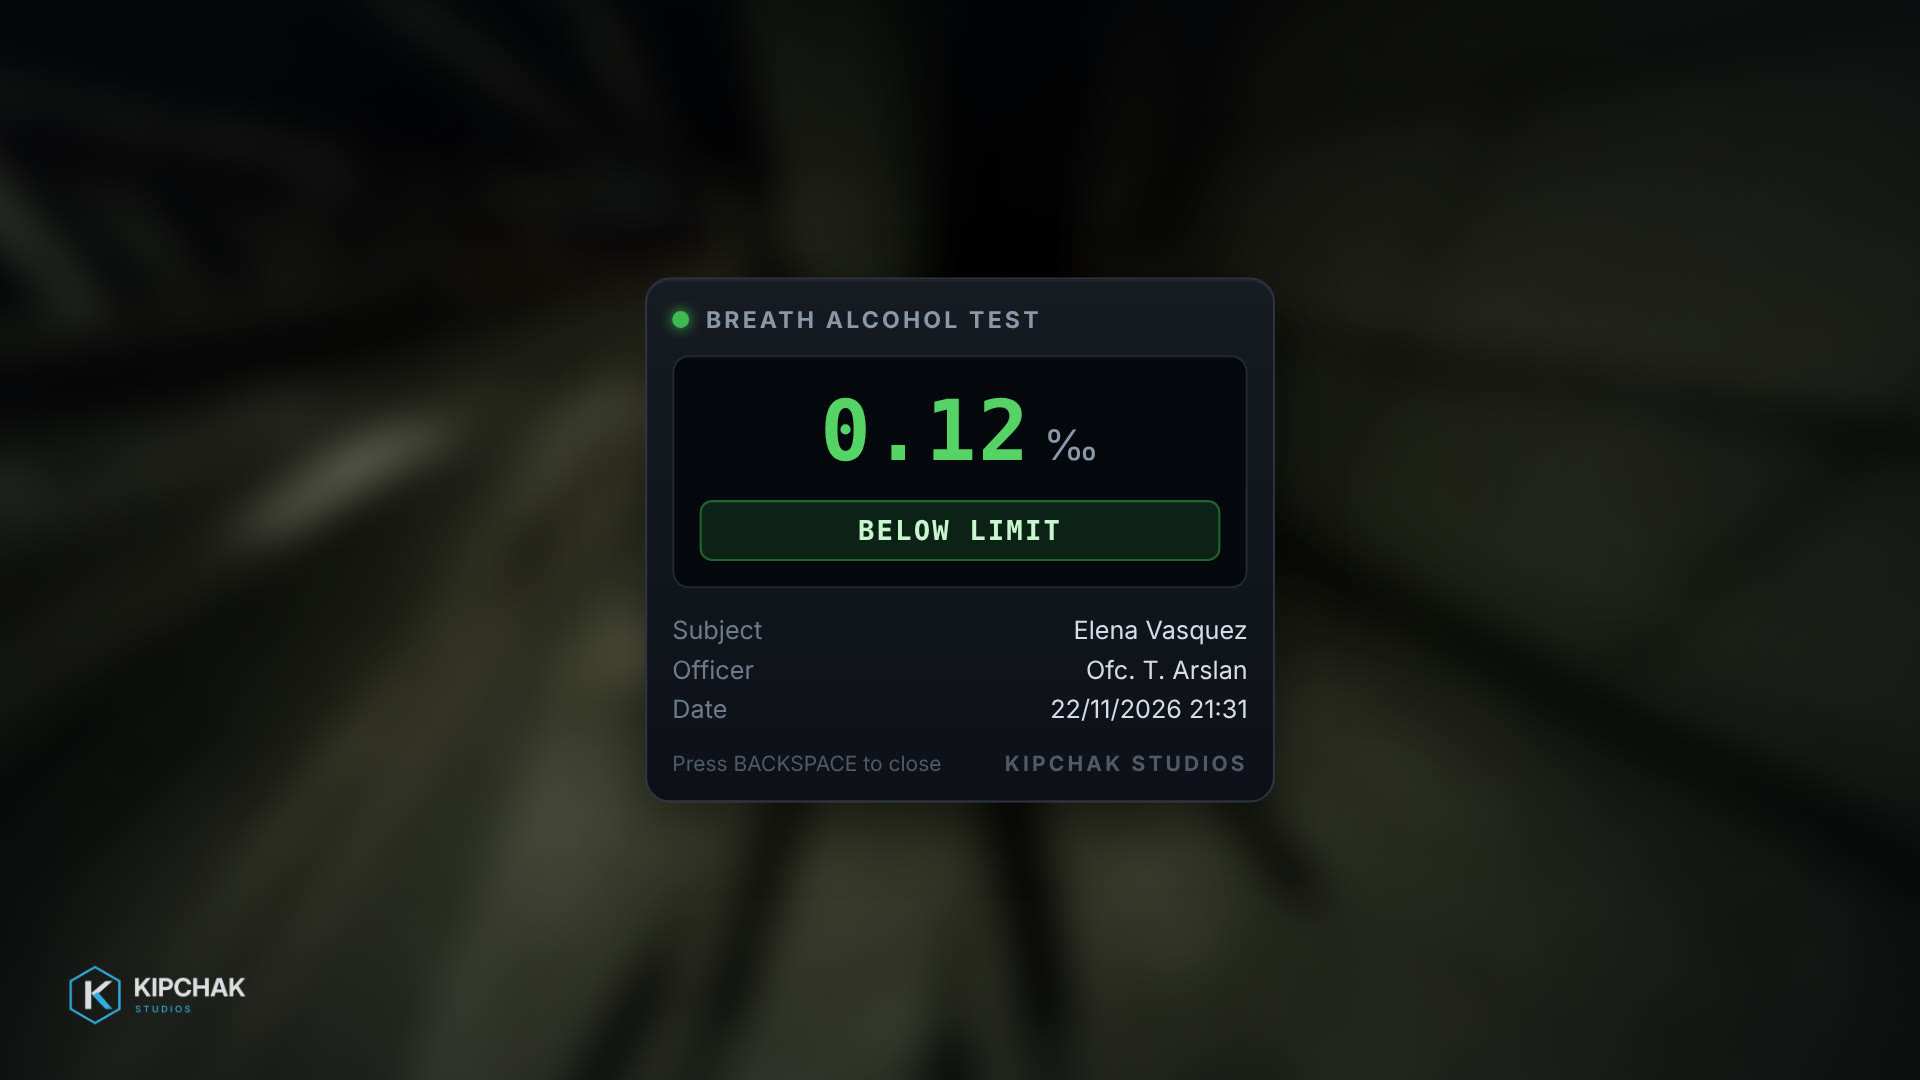 BREATH ALCOHOL TEST
0.12 ‰
BELOW LIMIT
Subject Elena Vasquez
Officer Ofc. T. Arslan
Date 22/11/2026 21:31
Press BACKSPACE to close KIPCHAK STUDIOS
KIPCHAK
STUDIOS